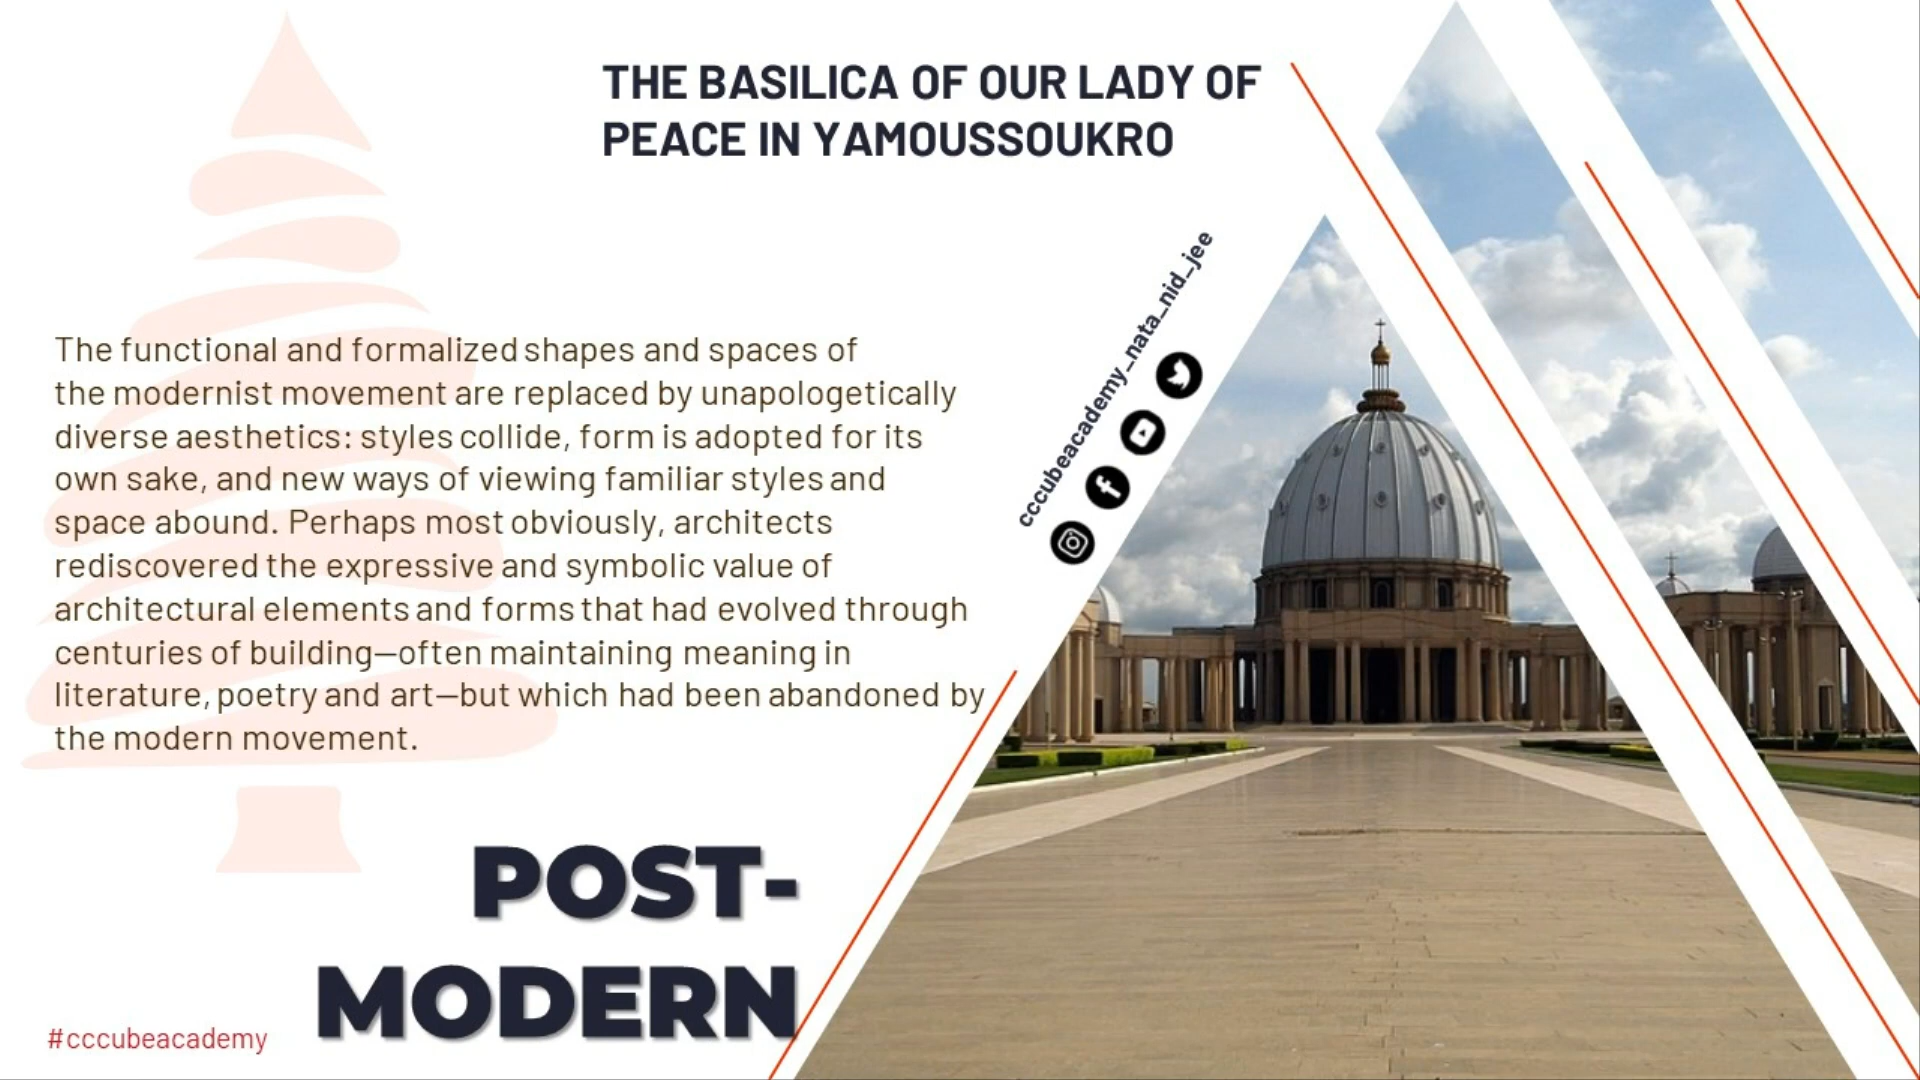 THE BASILICA OF OUR LADY OF
PEACE IN YAMOUSSOUKRO
cccubeacademy_nata_nid_jee
The functional and formalized shapes and spaces of
the modernist movement are replaced by unapologetically
diverse aesthetics: styles collide, form is adopted for its
own sake, and new ways of viewing familiar styles and
space abound. Perhaps most obviously, architects
rediscovered the expressive and symbolic value of
architectural elements and forms that had evolved through
centuries of building—often maintaining meaning in
literature, poetry and art—but which had been abandoned by
the modern movement.
POST-
MODERN
#cccubeacademy